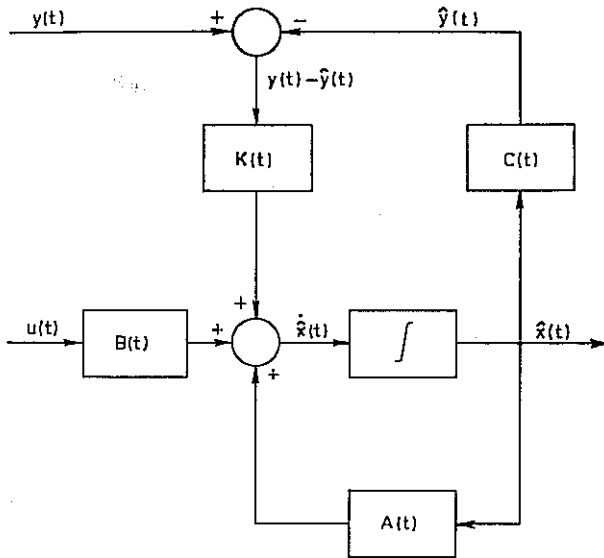 y(t)
+
−
ŷ(t)
y(t)−ŷ(t)
K(t)
C(t)
+
u(t)
B(t)
+
x̂̇(t)
∫
x̂(t)
+
A(t)